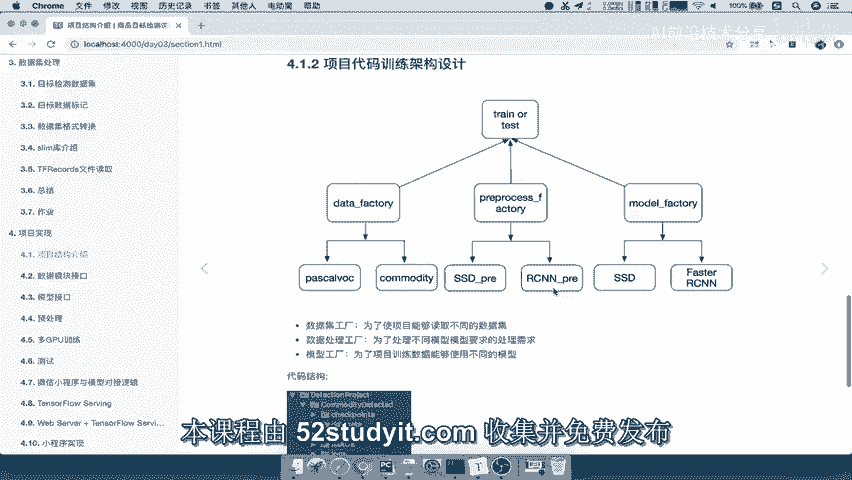 Chrome 文件 修改 视图 历史记录 书签 其他人 电动窝 帮助
100%
项目结构介绍 | 商品目标检测
localhost:4000/day03/section1.html
AI前沿技术分享
3. 数据集处理
3.1. 目标检测数据集
3.2. 目标数据标记
3.3. 数据集格式转换
3.4. slim库介绍
3.5. TFRecords文件读取
3.6. 总结
3.7. 作业
4. 项目实现
4.1. 项目结构介绍
4.2. 数据模块接口
4.3. 模型接口
4.4. 预处理
4.5. 多GPU训练
4.6. 测试
4.7. 微信小程序与模型对接逻辑
4.8. TensorFlow Serving
4.9. Web Server + TensorFlow Servi...
4.10. 小程序实现
4.1.2 项目代码训练架构设计
train or
test
data_factory
preprocess_f
actory
model_factory
pascalvoc
commodity
SSD_pre
RCNN_pre
SSD
Faster
RCNN
• 数据集工厂：为了使项目能够读取不同的数据集
• 数据处理工厂：为了处理不同模型模型要求的处理需求
• 模型工厂：为了项目训练数据能够使用不同的模型
代码结构:
DetectionProject
CommodityDetected
checkpoints
本课程由 52studyit.com 收集并免费发布